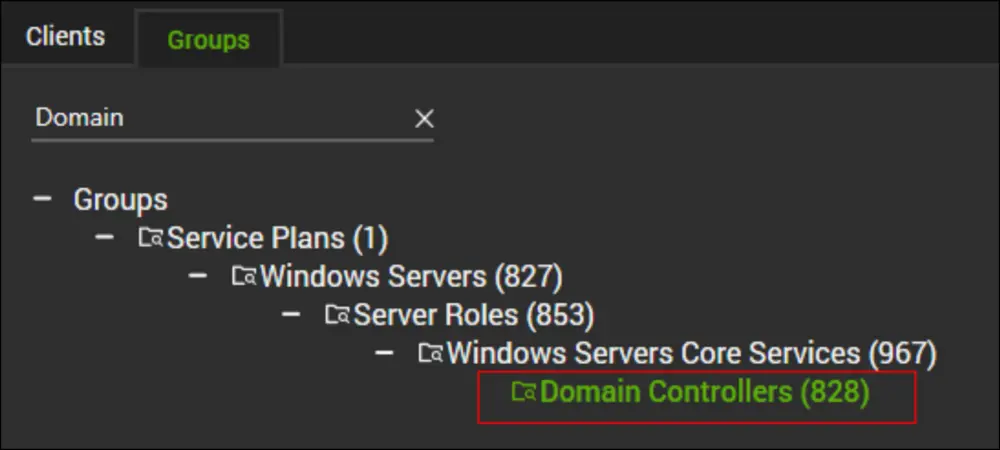 Clients Groups
Domain
Groups
Service Plans (1)
Windows Servers (827)
Server Roles (853)
Windows Servers Core Services (967)
Domain Controllers (828)